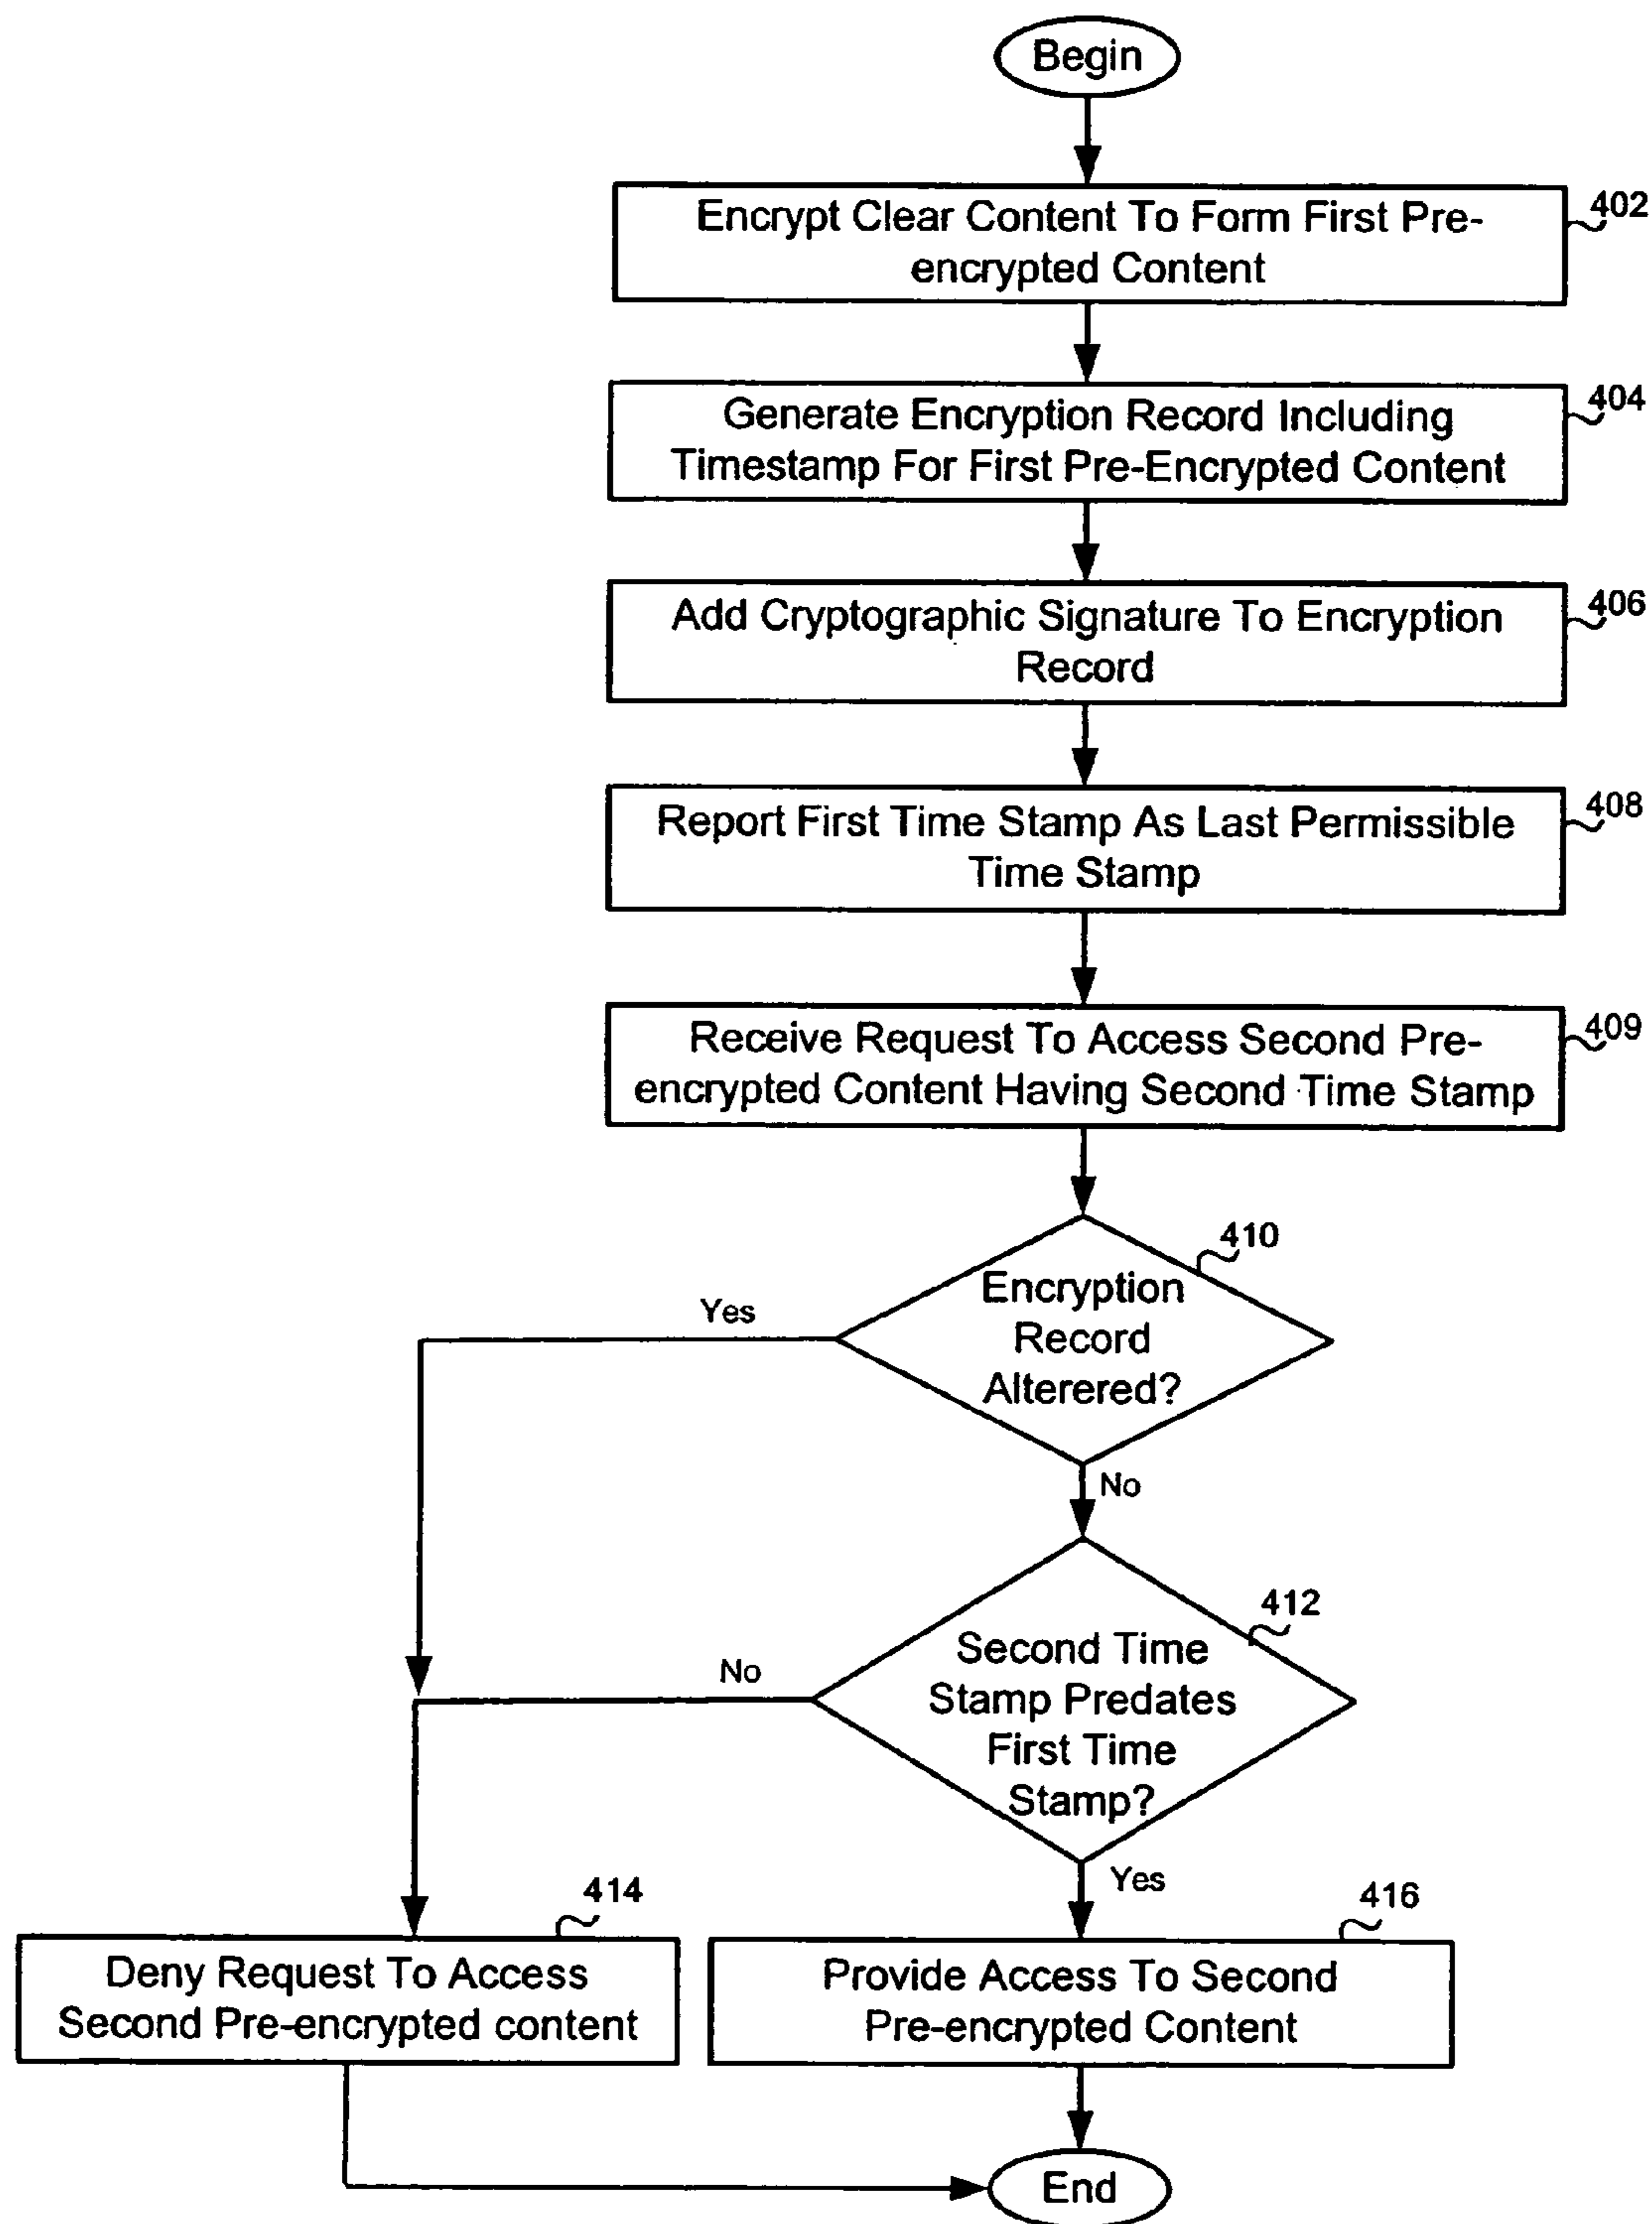 Begin
Encrypt Clear Content To Form First Pre-
encrypted Content
402
Generate Encryption Record Including
Timestamp For First Pre-Encrypted Content
404
Add Cryptographic Signature To Encryption
Record
406
Report First Time Stamp As Last Permissible
Time Stamp
408
Receive Request To Access Second Pre-
encrypted Content Having Second Time Stamp
409
410
Encryption
Record
Alterered?
Yes
No
412
Second Time
Stamp Predates
First Time
Stamp?
No
Yes
414
Deny Request To Access
Second Pre-encrypted content
416
Provide Access To Second
Pre-encrypted Content
End